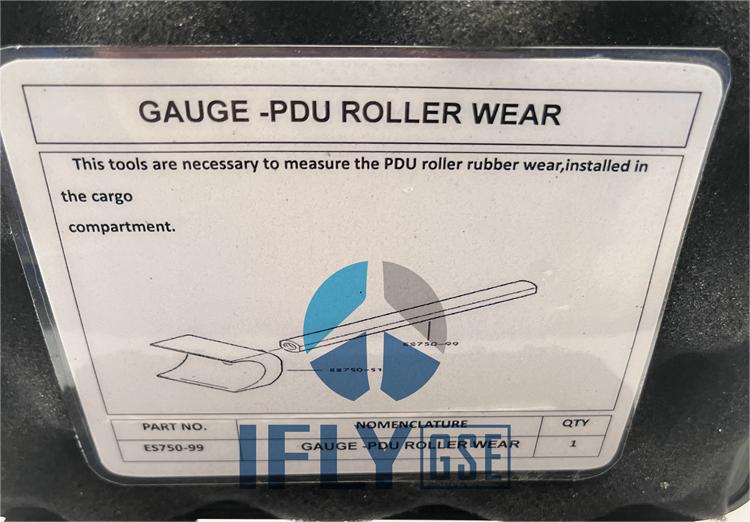 GAUGE -PDU ROLLER WEAR
This tools are necessary to measure the PDU roller rubber wear,installed in
the cargo
compartment.
ES750-99
ES750-51
PART NO. NOMENCLATURE QTY
ES750-99 GAUGE -PDU ROLLER WEAR 1
IFLY GSE